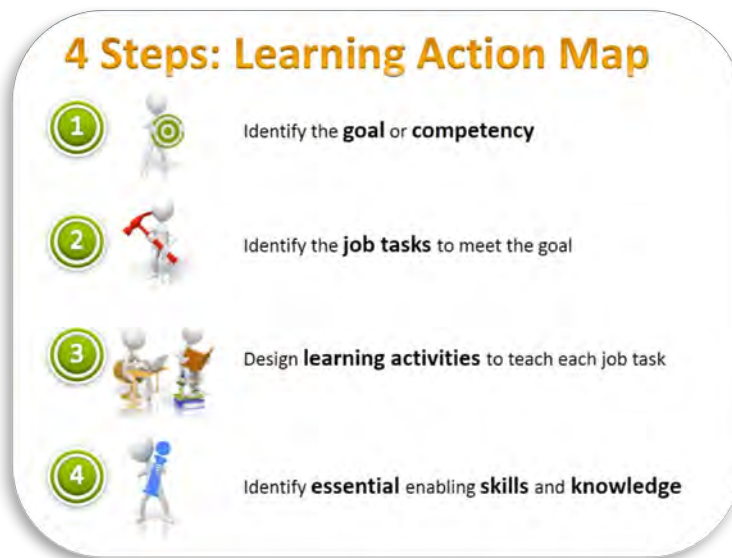 4 Steps: Learning Action Map
1
Identify the goal or competency
2
Identify the job tasks to meet the goal
3
Design learning activities to teach each job task
4
Identify essential enabling skills and knowledge